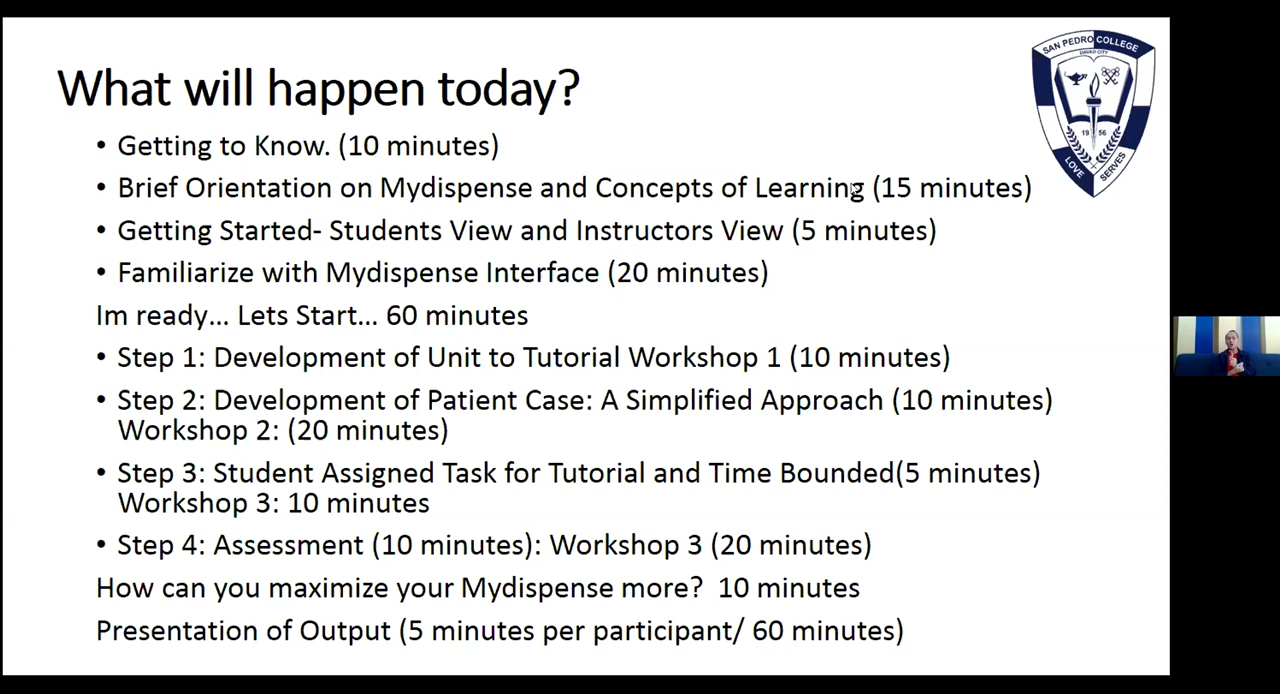 What will happen today?
• Getting to Know. (10 minutes)
• Brief Orientation on Mydispense and Concepts of Learning (15 minutes)
• Getting Started- Students View and Instructors View (5 minutes)
• Familiarize with Mydispense Interface (20 minutes)
Im ready... Lets Start... 60 minutes
• Step 1: Development of Unit to Tutorial Workshop 1 (10 minutes)
• Step 2: Development of Patient Case: A Simplified Approach (10 minutes)
Workshop 2: (20 minutes)
• Step 3: Student Assigned Task for Tutorial and Time Bounded(5 minutes)
Workshop 3: 10 minutes
• Step 4: Assessment (10 minutes): Workshop 3 (20 minutes)
How can you maximize your Mydispense more? 10 minutes
Presentation of Output (5 minutes per participant/ 60 minutes)
SAN PEDRO COLLEGE
DAVAO CITY
19 56
LOVE SERVES